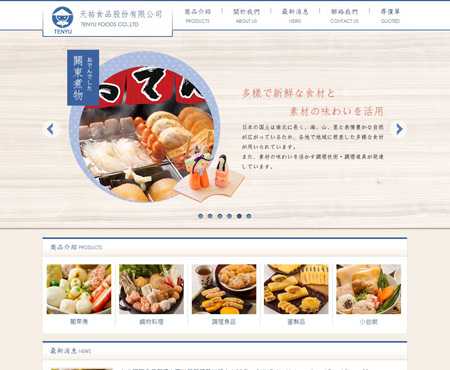 天祐食品股份有限公司
TENYU FOODS CO.,LTD
TENYU
商品介紹
PRODUCTS
關於我們
ABOUT US
最新消息
NEWS
聯絡我們
CONTACT US
尋價單
QUOTED
おでんでした
關東煮物
多樣で新鮮な食材と
素材の味わいを活用
日本の国土は南北に長く、海、山、里と表情豊かな自然
が広がっているため、各地で地域に根差した多様な食材
が用いられています。
また、素材の味わいを活かす調理技術・調理道具が発達
しています。
商品介紹 PRODUCTS
關東煮
鍋物料理
調理食品
蛋製品
小包裝
最新消息 NEWS